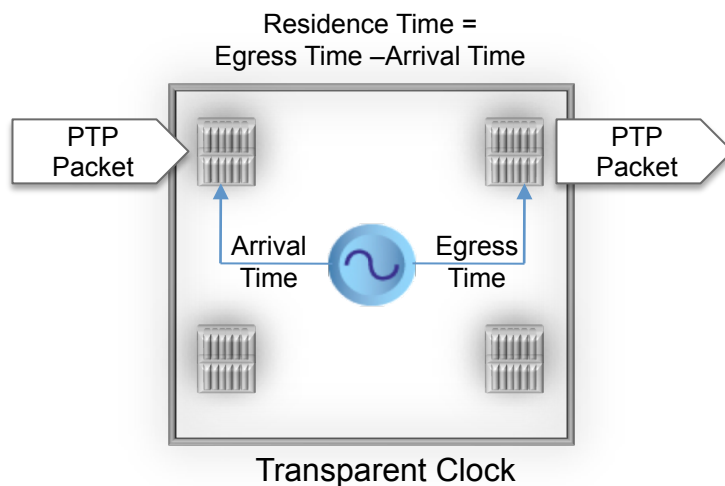 Residence Time =
Egress Time –Arrival Time
PTP
Packet
PTP
Packet
Arrival
Time
Egress
Time
Transparent Clock